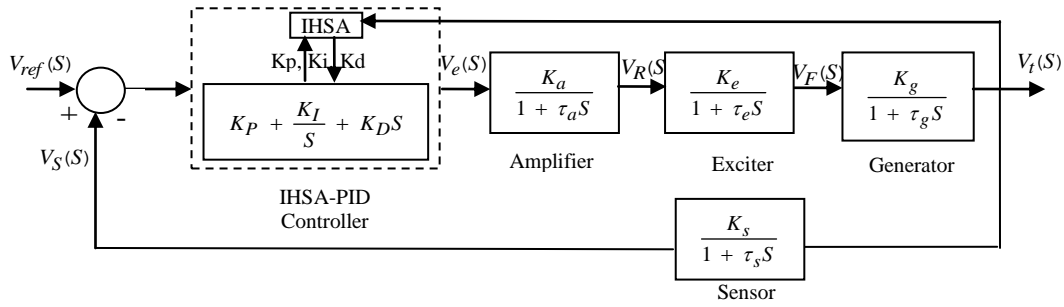 IHSA
Kp, Ki, Kd
V_ref(S)
+
-
V_S(S)
K_P + K_I/S + K_D S
IHSA-PID
Controller
V_e(S)
K_a
1 + τ_a S
Amplifier
V_R(S
K_e
1 + τ_e S
Exciter
V_F(S)
K_g
1 + τ_g S
Generator
V_t(S)
K_s
1 + τ_s S
Sensor